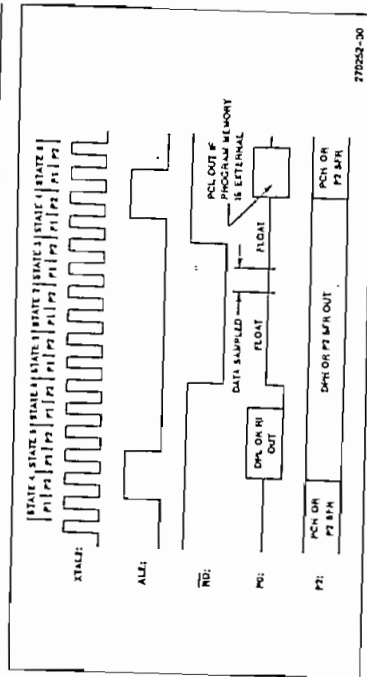 STATE 4 STATE 5 STATE 6 STATE 1 STATE 2 STATE 3 STATE 4 STATE 5
P1 P2 P1 P2 P1 P2 P1 P2 P1 P2 P1 P2 P1 P2 P1 P2
XTAL2:
ALE:
RD:
DATA SAMPLED
PCL OUT IF
PROGRAM MEMORY
IS EXTERNAL
P0:
DPL OR RI
OUT
FLOAT
FLOAT
P2:
PCH OR
P2 SFR
DPH OR P2 SFR OUT
PCH OR
P2 SFR
270252-30